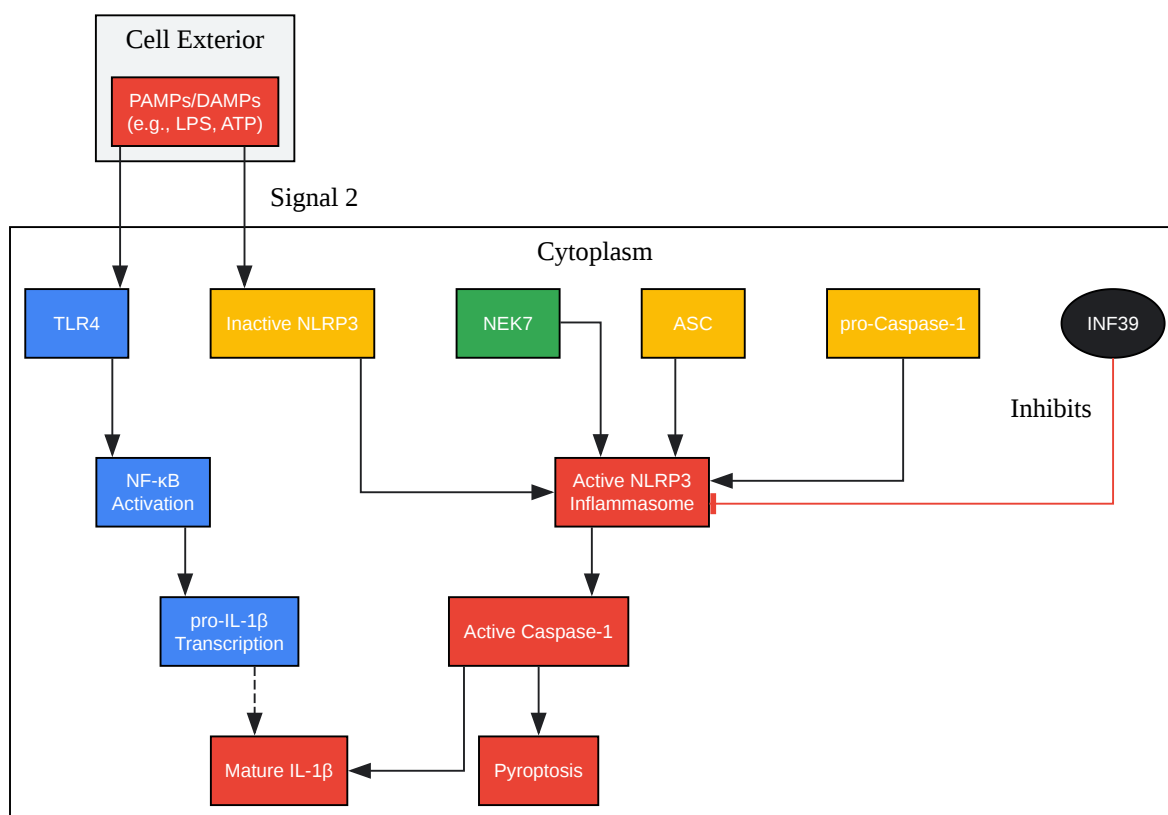 Cell Exterior
PAMPs/DAMPs
(e.g., LPS, ATP)
Signal 2
Cytoplasm
TLR4
Inactive NLRP3
NEK7
ASC
pro-Caspase-1
INF39
Inhibits
NF-κB
Activation
Active NLRP3
Inflammasome
pro-IL-1β
Transcription
Active Caspase-1
Mature IL-1β
Pyroptosis